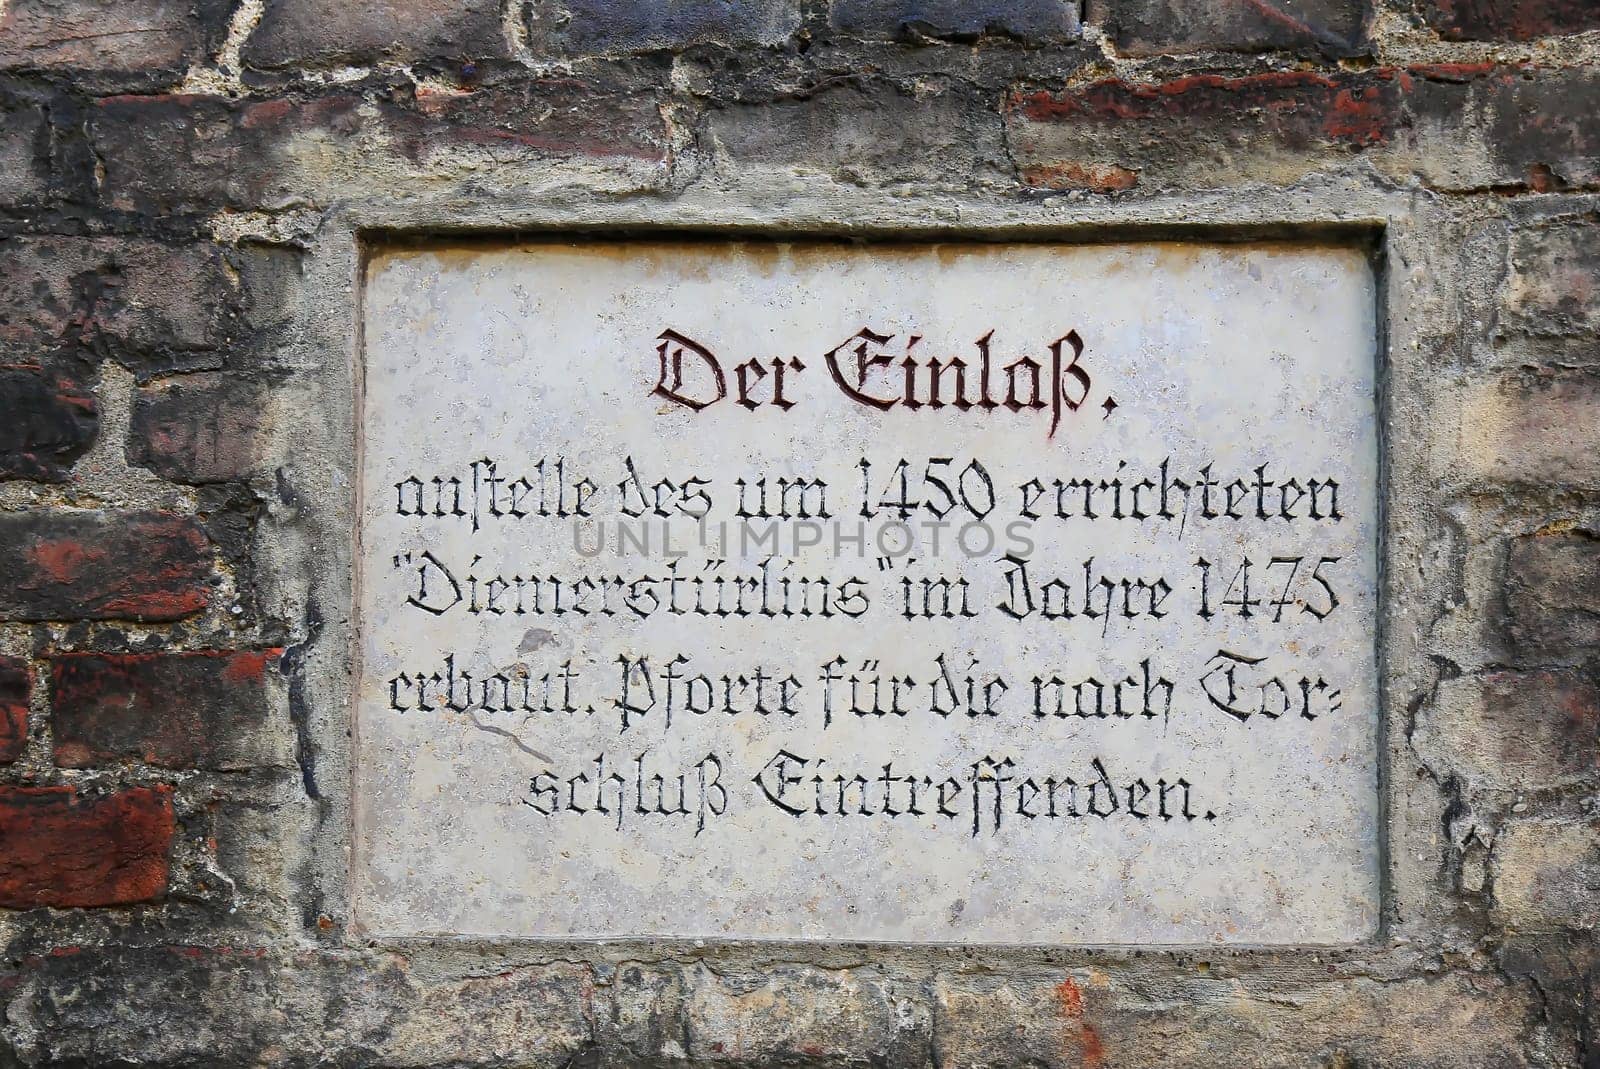 Der Einlaß.
anstelle des um 1450 errichteten
"Diemerstürlins" im Jahre 1475
erbaut. Pforte für die nach Tor-
schluß Eintreffenden.
UNLIMPHOTOS